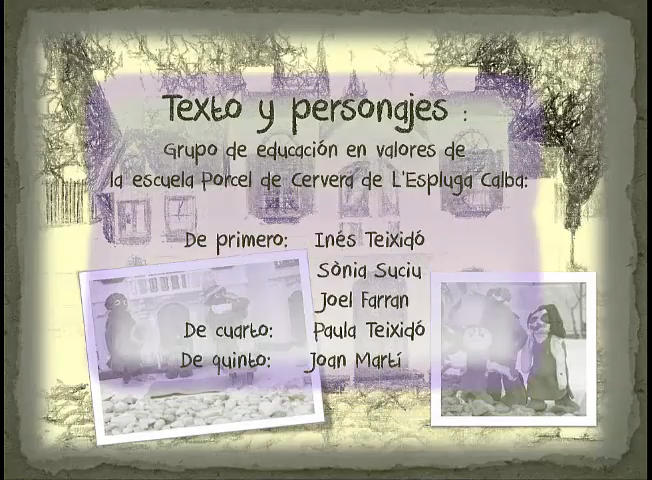 Texto y personajes :
Grupo de educación en valores de
la escuela Porcel de Cervera de L'Espluga Calba:
De primero: Inés Teixidó
Sònia Suciu
Joel Farran
De cuarto: Paula Teixidó
De quinto: Joan Martí